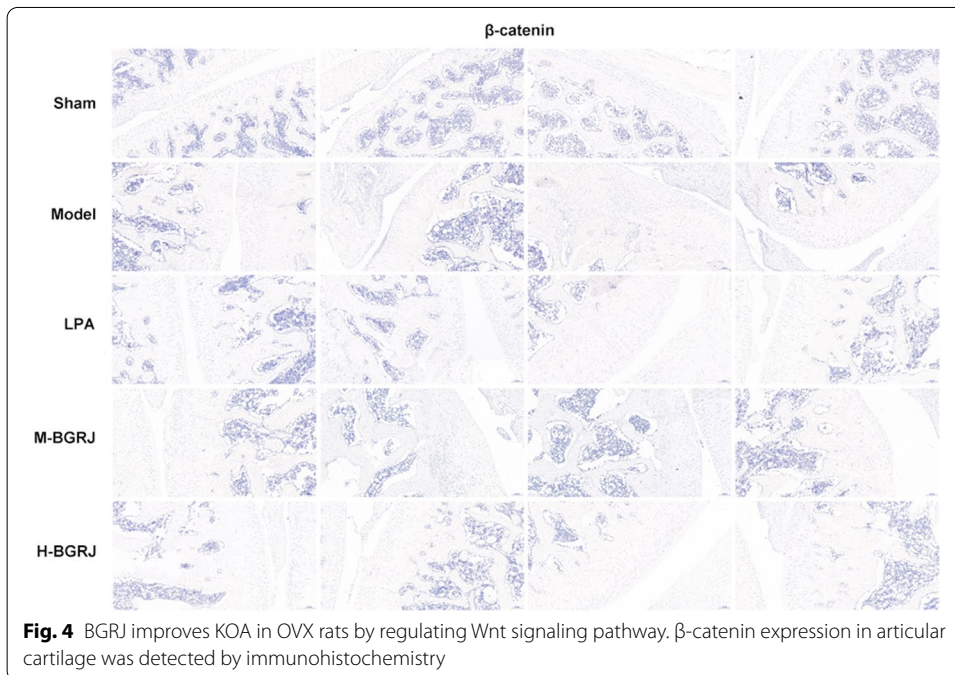 β-catenin
Sham
Model
LPA
M-BGRJ
H-BGRJ
Fig. 4 BGRJ improves KOA in OVX rats by regulating Wnt signaling pathway. β-catenin expression in articular
cartilage was detected by immunohistochemistry